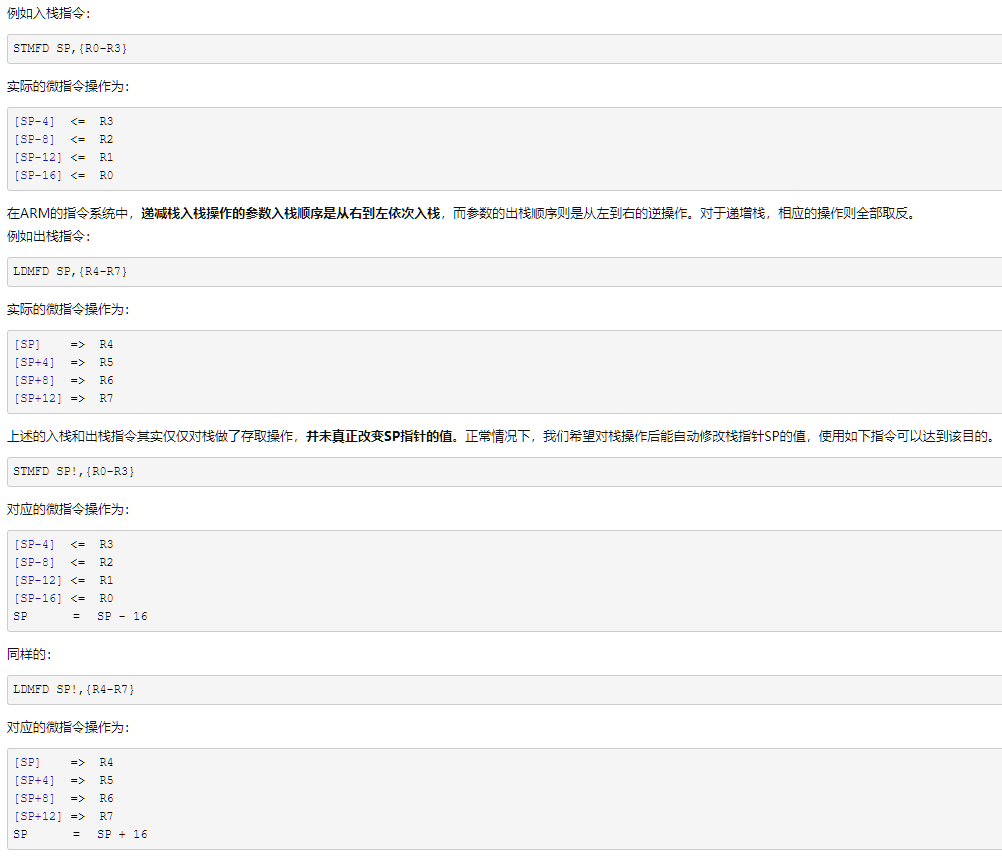 例如入栈指令：
STMFD SP,{R0-R3}
实际的微指令操作为：
[SP-4]  <=  R3
[SP-8]  <=  R2
[SP-12] <=  R1
[SP-16] <=  R0
在ARM的指令系统中，递减栈入栈操作的参数入栈顺序是从右到左依次入栈，而参数的出栈顺序则是从左到右的逆操作。对于递增栈，相应的操作则全部取反。
例如出栈指令：
LDMFD SP,{R4-R7}
实际的微指令操作为：
[SP]    =>  R4
[SP+4]  =>  R5
[SP+8]  =>  R6
[SP+12] =>  R7
上述的入栈和出栈指令其实仅仅对栈做了存取操作，并未真正改变SP指针的值。正常情况下，我们希望对栈操作后能自动修改栈指针SP的值，使用如下指令可以达到该目的。
STMFD SP!,{R0-R3}
对应的微指令操作为：
[SP-4]  <=  R3
[SP-8]  <=  R2
[SP-12] <=  R1
[SP-16] <=  R0
SP      =  SP - 16
同样的：
LDMFD SP!,{R4-R7}
对应的微指令操作为：
[SP]    =>  R4
[SP+4]  =>  R5
[SP+8]  =>  R6
[SP+12] =>  R7
SP      =  SP + 16